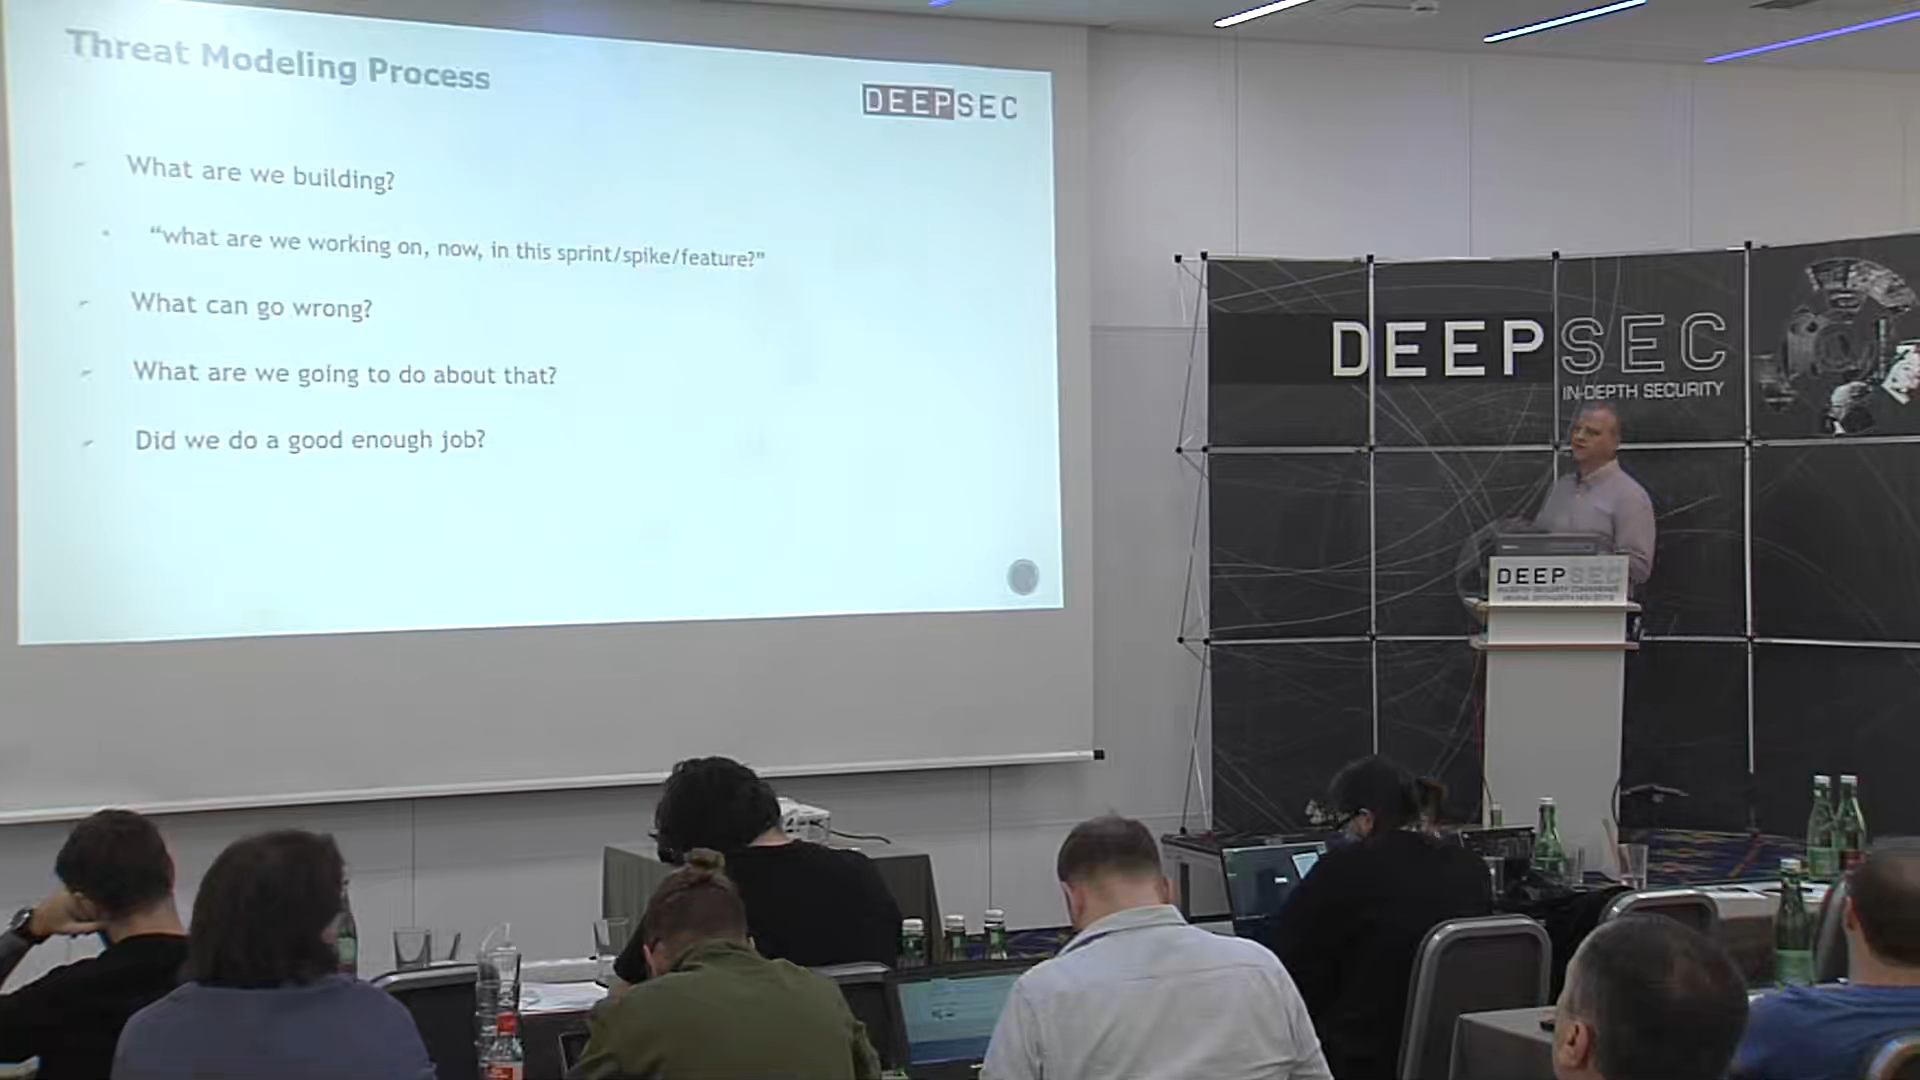 Threat Modeling Process
DEEPSEC
- What are we building?
• “what are we working on, now, in this sprint/spike/feature?”
- What can go wrong?
- What are we going to do about that?
- Did we do a good enough job?
DEEPSEC
IN-DEPTH SECURITY
DEEPSEC